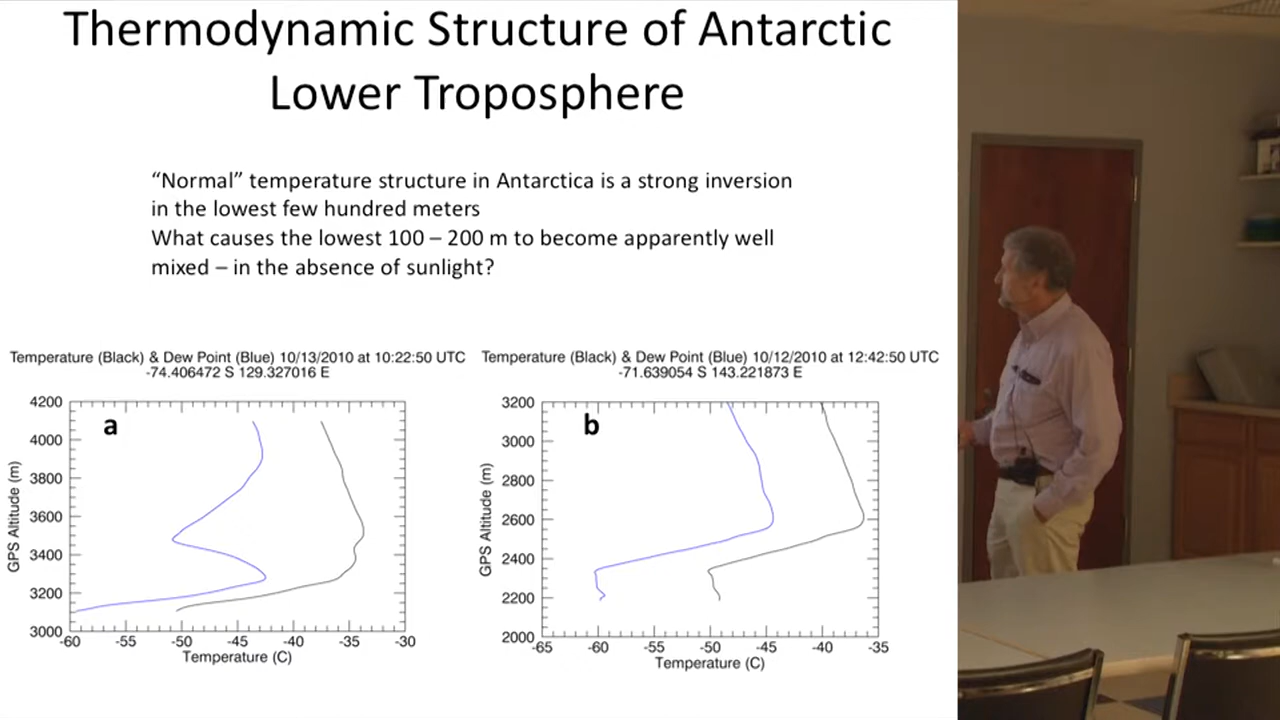 Thermodynamic Structure of Antarctic
Lower Troposphere
“Normal” temperature structure in Antarctica is a strong inversion
in the lowest few hundred meters
What causes the lowest 100 – 200 m to become apparently well
mixed – in the absence of sunlight?
Temperature (Black) & Dew Point (Blue) 10/13/2010 at 10:22:50 UTC
-74.406472 S 129.327016 E
a
GPS Altitude (m)
4200
4000
3800
3600
3400
3200
3000
-60 -55 -50 -45 -40 -35 -30
Temperature (C)
Temperature (Black) & Dew Point (Blue) 10/12/2010 at 12:42:50 UTC
-71.639054 S 143.221873 E
b
GPS Altitude (m)
3200
3000
2800
2600
2400
2200
2000
-65 -60 -55 -50 -45 -40 -35
Temperature (C)